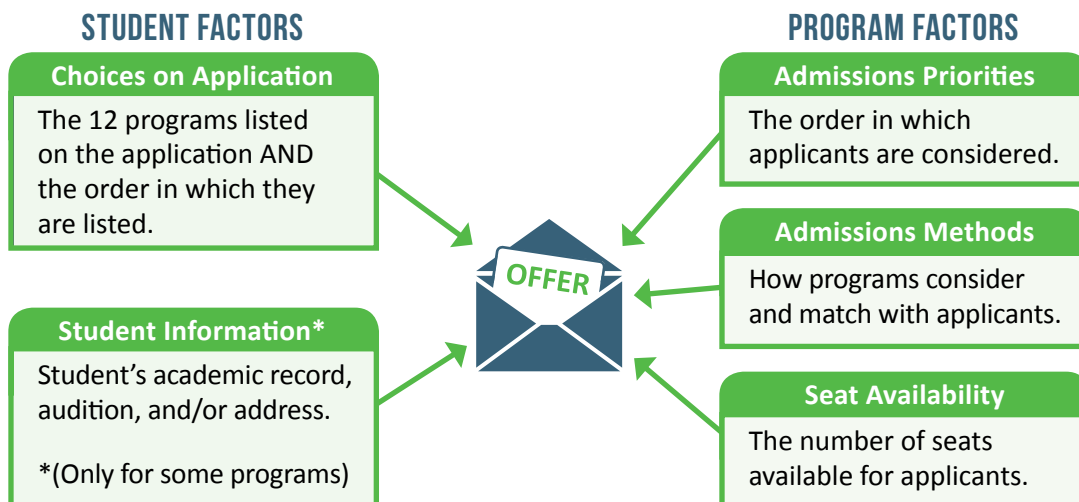 STUDENT FACTORS
Choices on Application
The 12 programs listed
on the application AND
the order in which they
are listed.
Student Information*
Student's academic record,
audition, and/or address.
*(Only for some programs)
OFFER
PROGRAM FACTORS
Admissions Priorities
The order in which
applicants are considered.
Admissions Methods
How programs consider
and match with applicants.
Seat Availability
The number of seats
available for applicants.